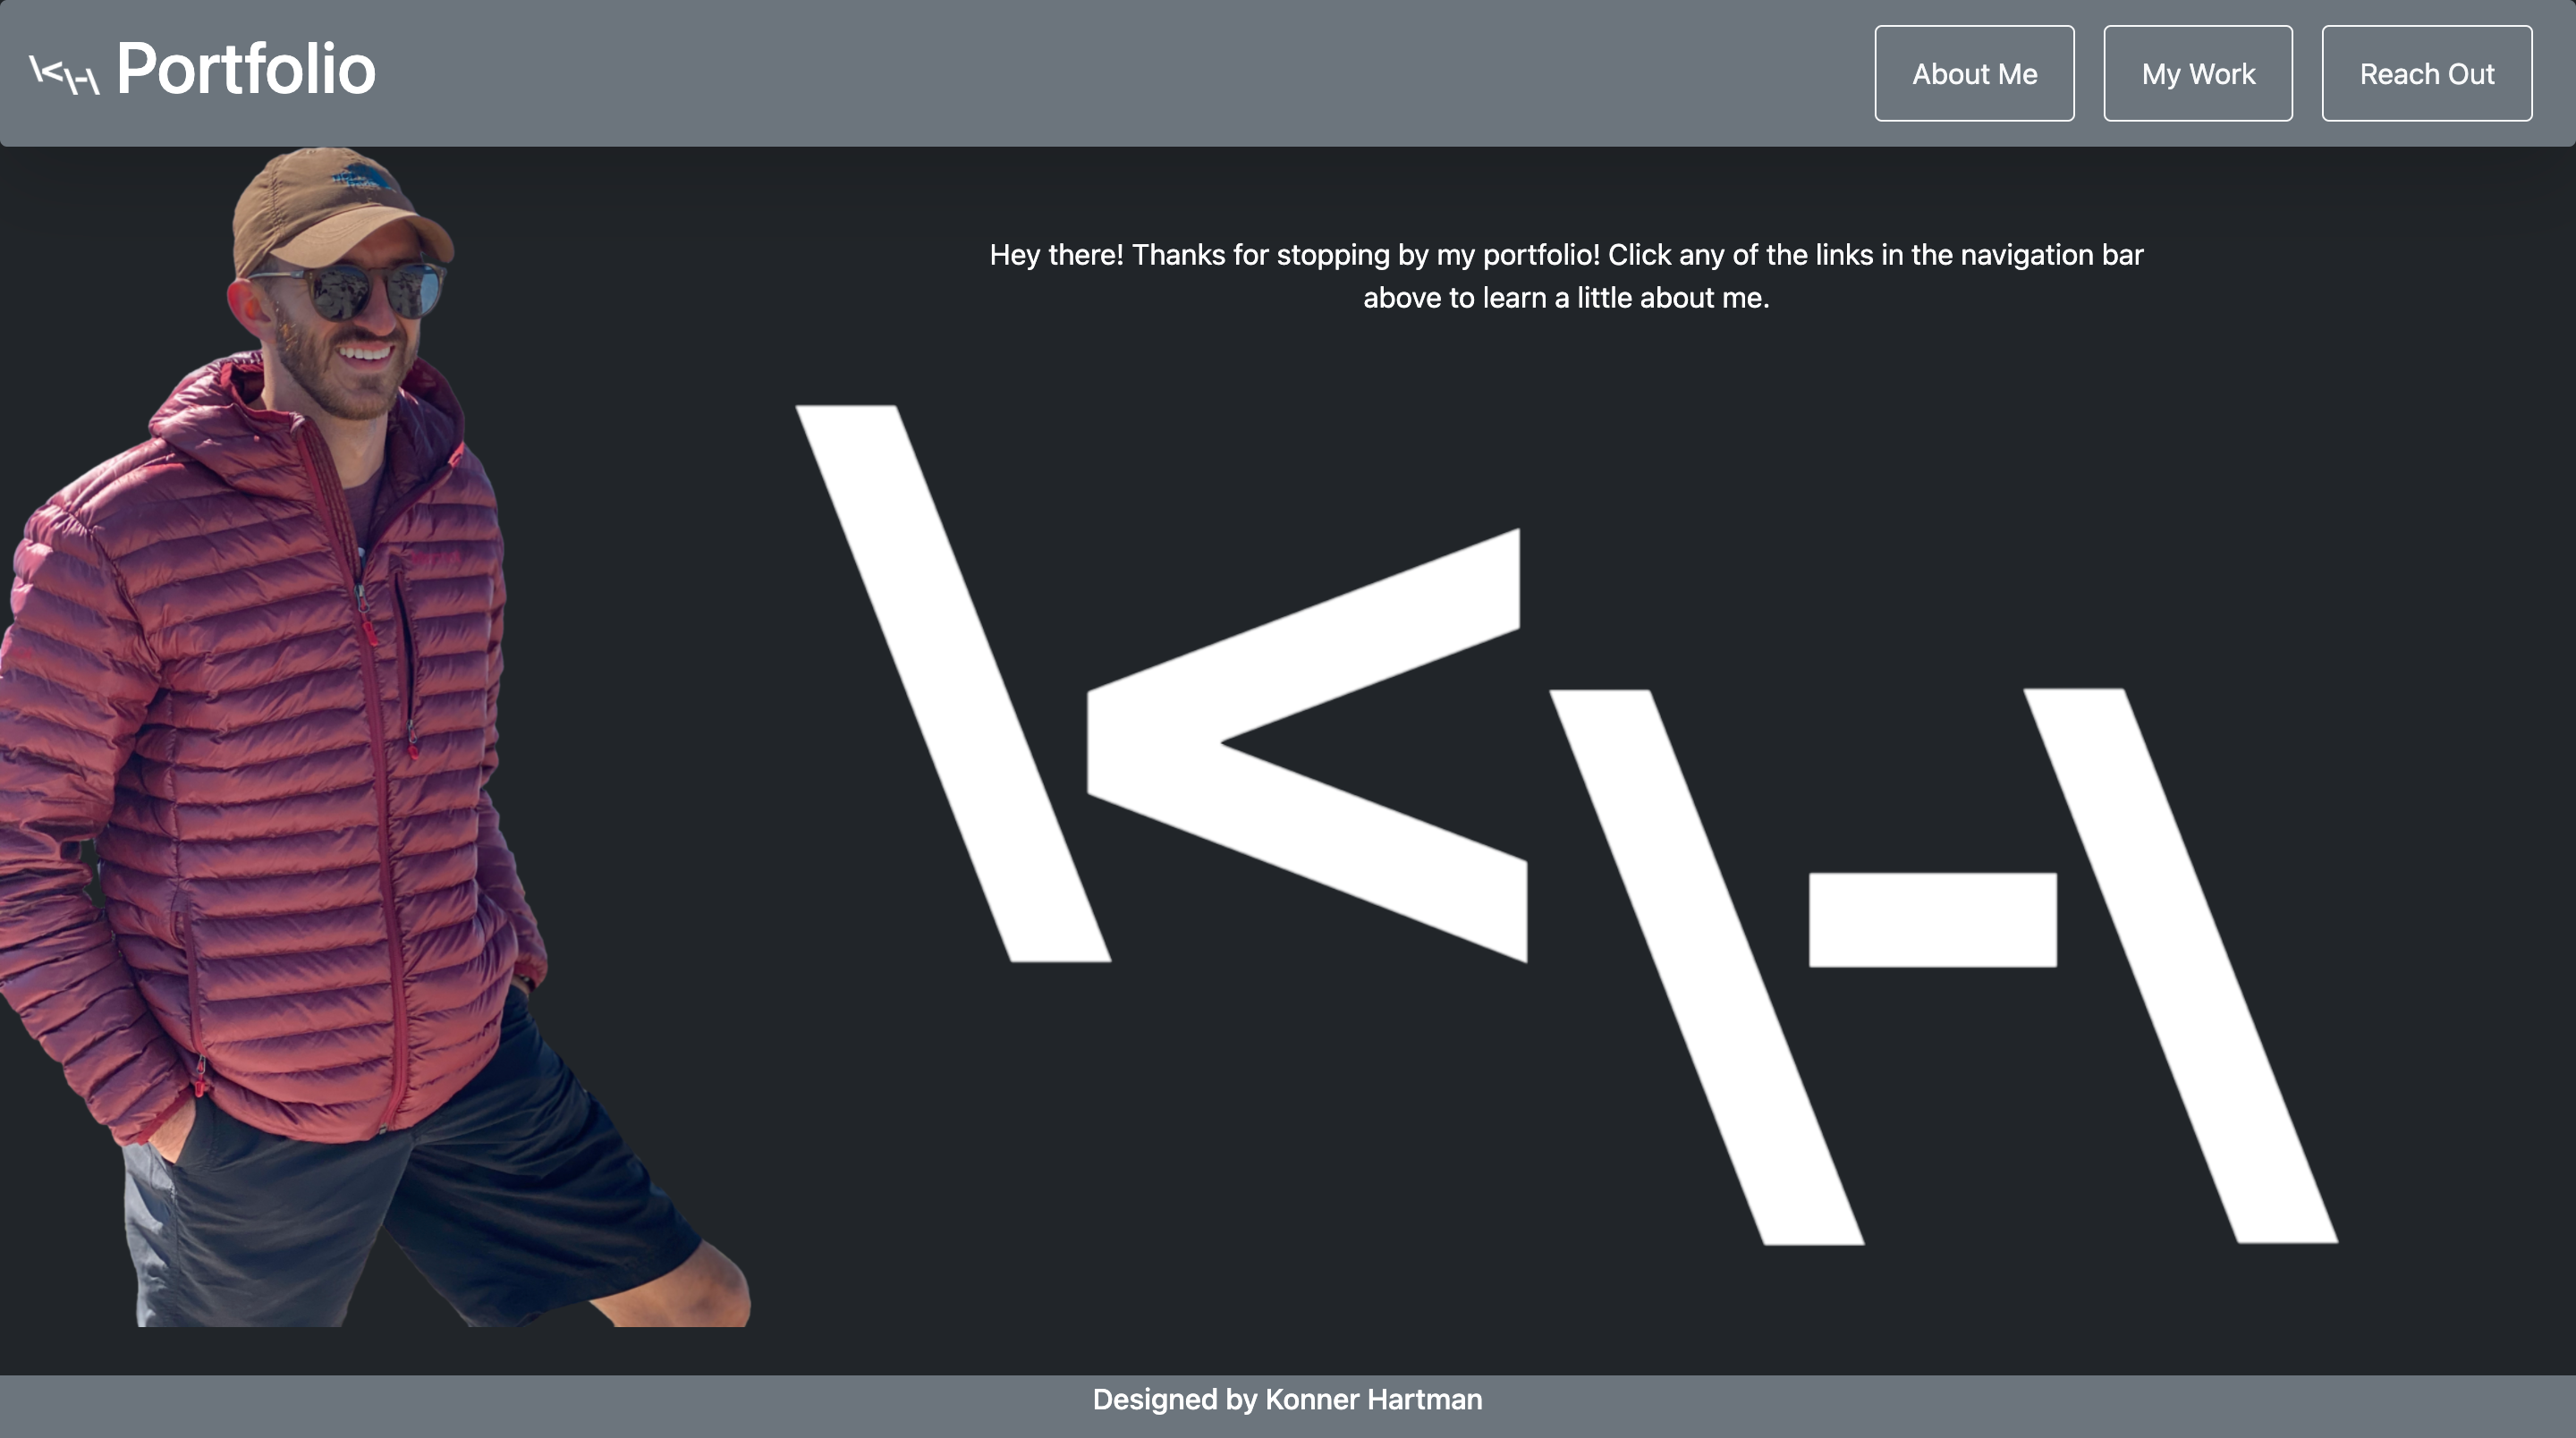 \<\-\ Portfolio
About Me
My Work
Reach Out
Hey there! Thanks for stopping by my portfolio! Click any of the links in the navigation bar
above to learn a little about me.
\<\-\
Designed by Konner Hartman